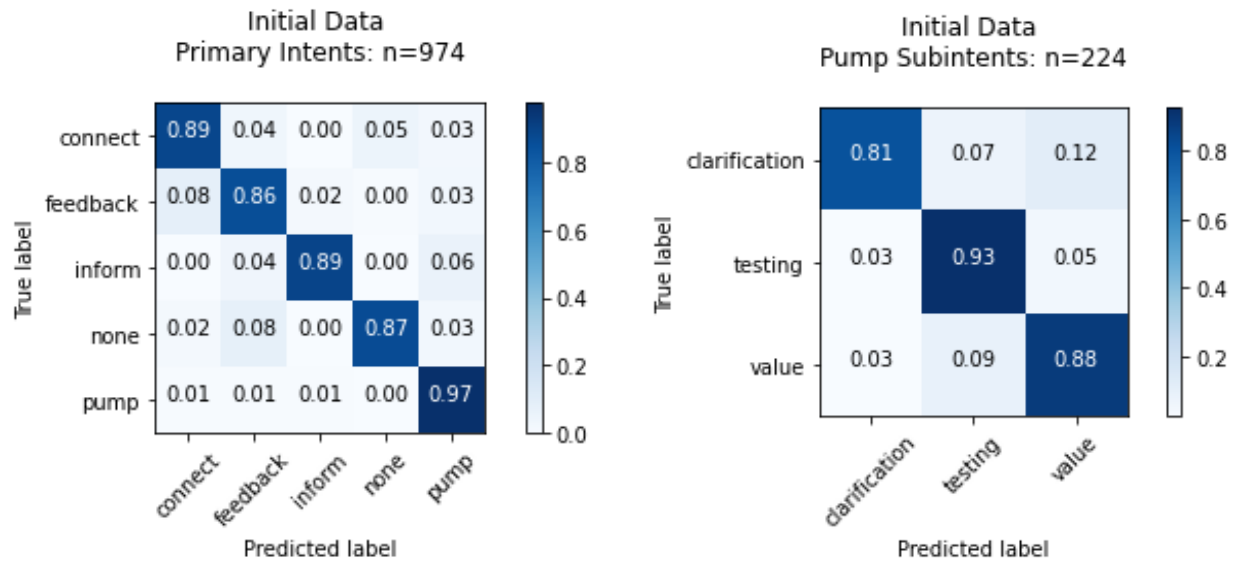 Initial Data
Primary Intents: n=974
True label
connect 0.89 0.04 0.00 0.05 0.03
feedback 0.08 0.86 0.02 0.00 0.03
inform 0.00 0.04 0.89 0.00 0.06
none 0.02 0.08 0.00 0.87 0.03
pump 0.01 0.01 0.01 0.00 0.97
connect feedback inform none pump
Predicted label
0.8
0.6
0.4
0.2
0.0
Initial Data
Pump Subintents: n=224
True label
clarification 0.81 0.07 0.12
testing 0.03 0.93 0.05
value 0.03 0.09 0.88
clarification testing value
Predicted label
0.8
0.6
0.4
0.2